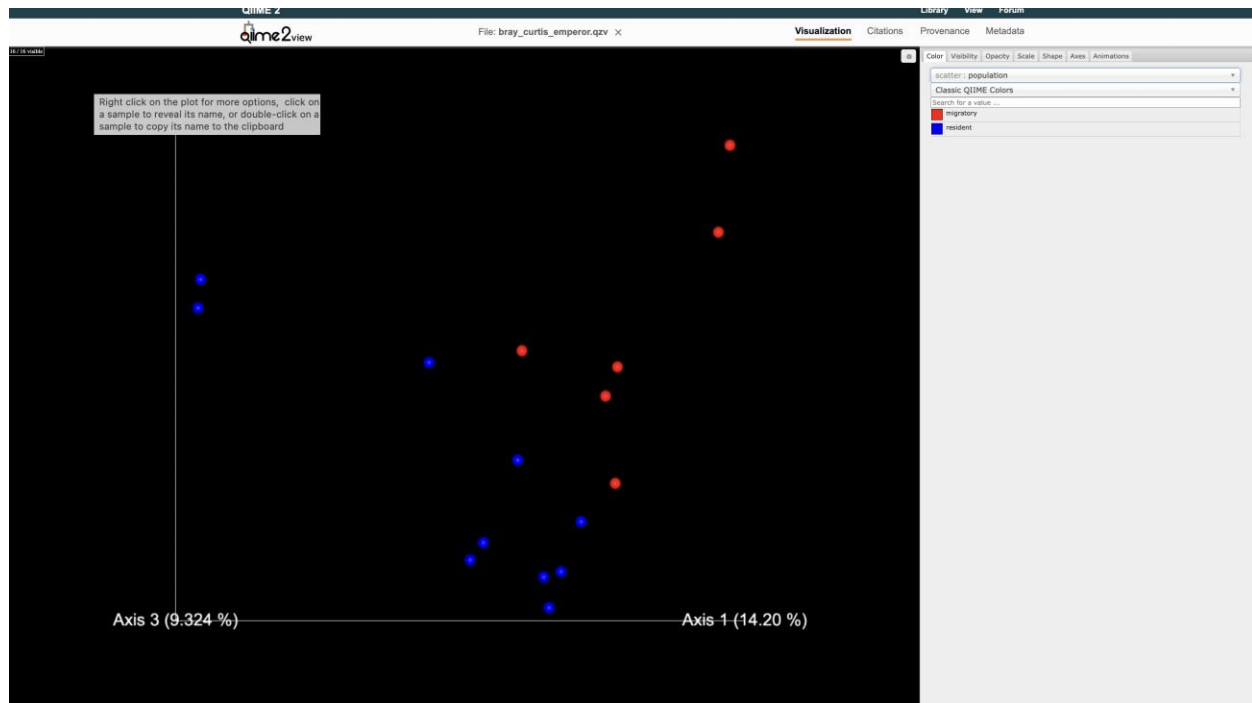 QIIME 2
Library View Forum
qiime2view
File: bray_curtis_emperor.qzv ×
Visualization Citations Provenance Metadata
16 / 16 visible
Color Visibility Opacity Scale Shape Axes Animations
scatter: population
Classic QIIME Colors
Search for a value ...
migratory
resident
Right click on the plot for more options, click on
a sample to reveal its name, or double-click on a
sample to copy its name to the clipboard
Axis 3 (9.324 %)
Axis 1 (14.20 %)